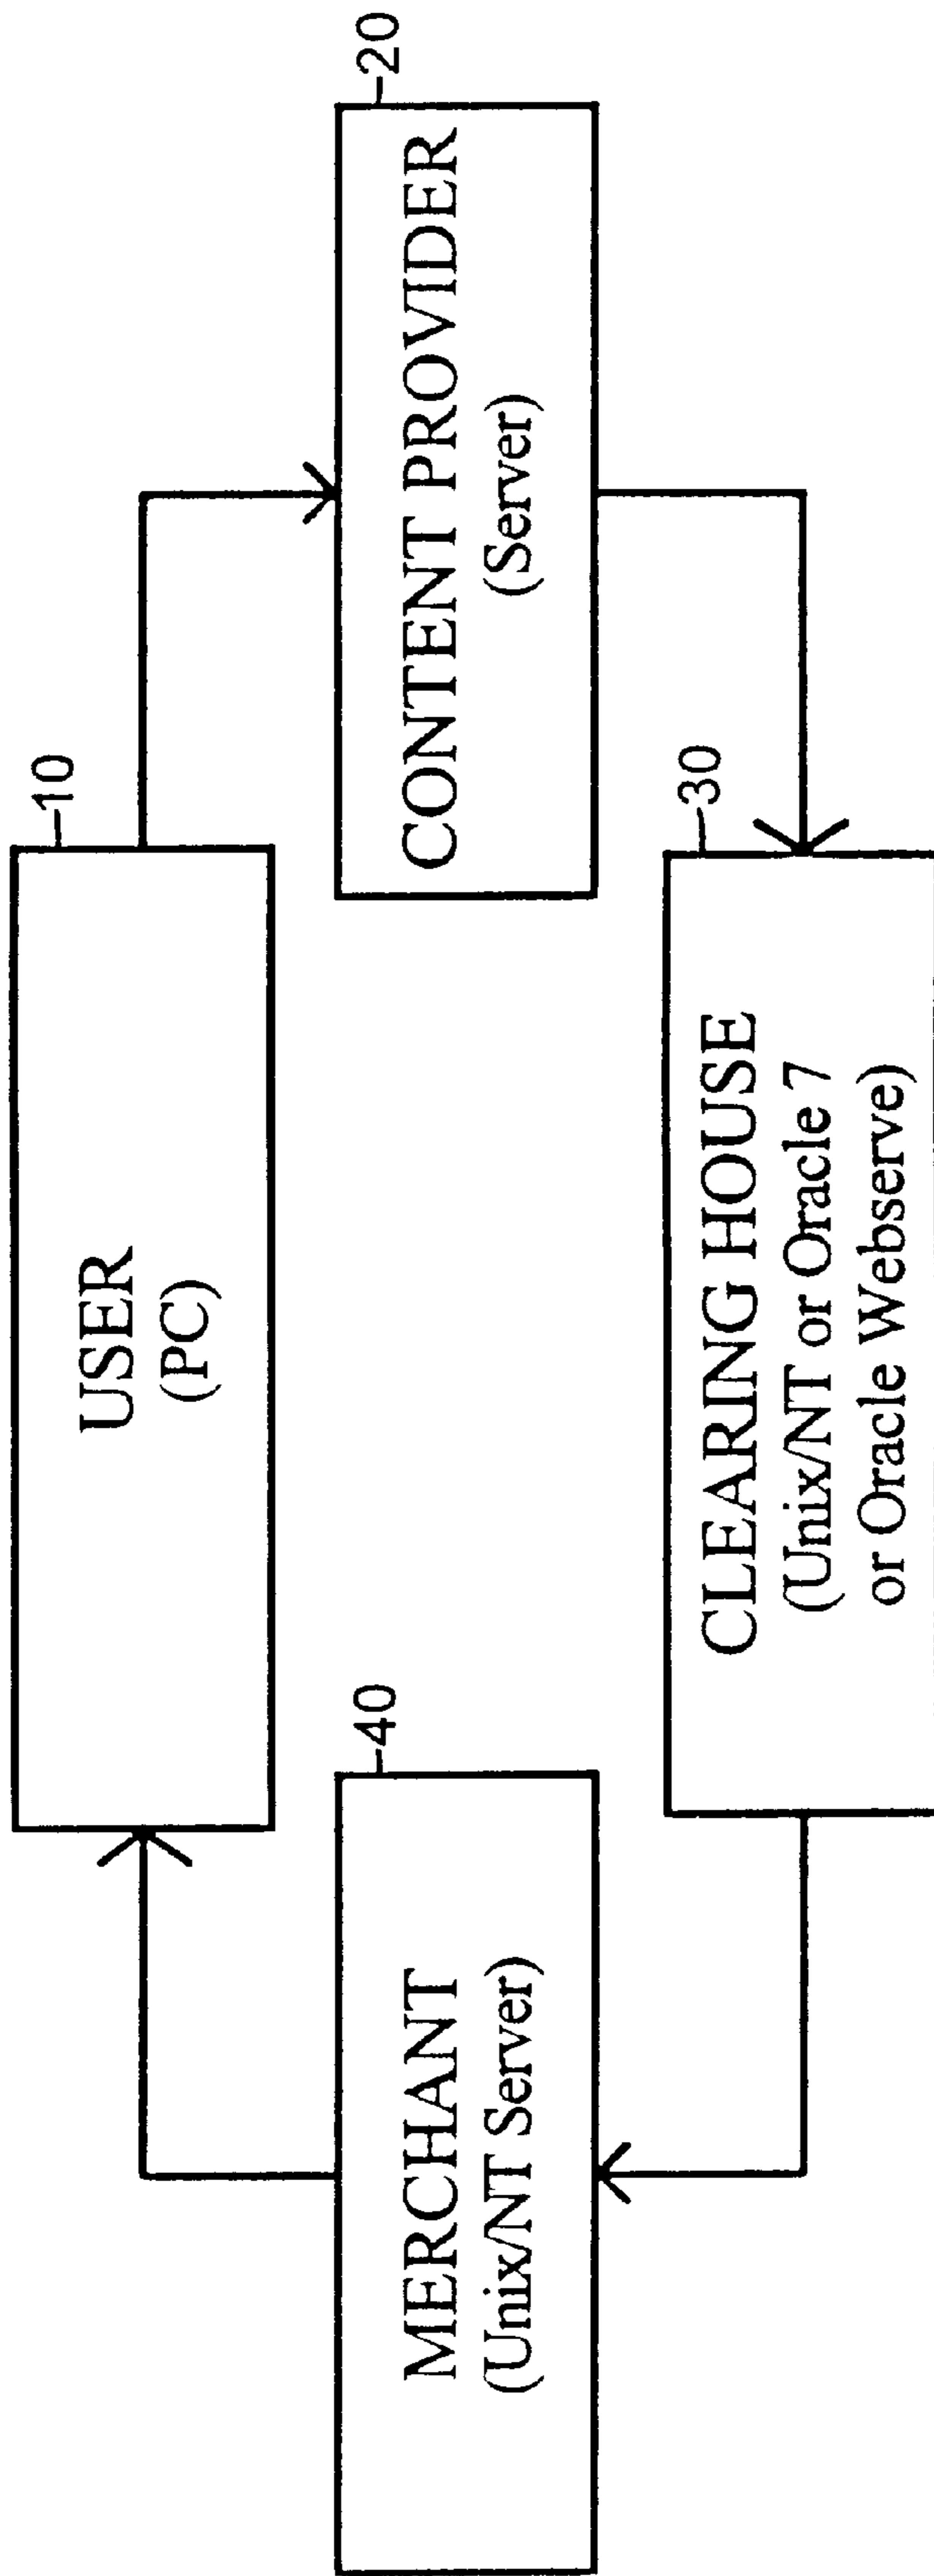 USER
(PC)
10
CONTENT PROVIDER
(Server)
20
CLEARING HOUSE
(Unix/NT or Oracle 7
or Oracle Webserve)
30
MERCHANT
(Unix/NT Server)
40